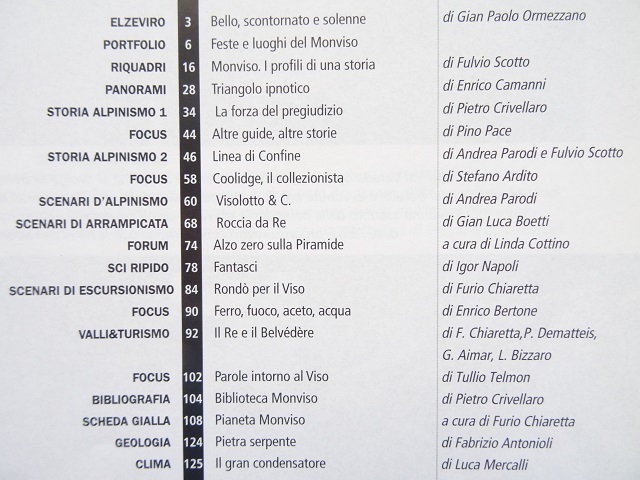 ELZEVIRO 3 Bello, scontornato e solenne di Gian Paolo Ormezzano
PORTFOLIO 6 Feste e luoghi del Monviso
RIQUADRI 16 Monviso. I profili di una storia di Fulvio Scotto
PANORAMI 28 Triangolo ipnotico di Enrico Camanni
STORIA ALPINISMO 1 34 La forza del pregiudizio di Pietro Crivellaro
FOCUS 44 Altre guide, altre storie di Pino Pace
STORIA ALPINISMO 2 46 Linea di Confine di Andrea Parodi e Fulvio Scotto
FOCUS 58 Coolidge, il collezionista di Stefano Ardito
SCENARI D'ALPINISMO 60 Visolotto & C. di Andrea Parodi
SCENARI DI ARRAMPICATA 68 Roccia da Re di Gian Luca Boetti
FORUM 74 Alzo zero sulla Piramide a cura di Linda Cottino
SCI RIPIDO 78 Fantasci di Igor Napoli
SCENARI DI ESCURSIONISMO 84 Rondò per il Viso di Furio Chiaretta
FOCUS 90 Ferro, fuoco, aceto, acqua di Enrico Bertone
VALLI&TURISMO 92 Il Re e il Belvédère di F. Chiaretta,P. Dematteis,
G. Aimar, L. Bizzaro
FOCUS 102 Parole intorno al Viso di Tullio Telmon
BIBLIOGRAFIA 104 Biblioteca Monviso di Pietro Crivellaro
SCHEDA GIALLA 108 Pianeta Monviso a cura di Furio Chiaretta
GEOLOGIA 124 Pietra serpente di Fabrizio Antonioli
CLIMA 125 Il gran condensatore di Luca Mercalli